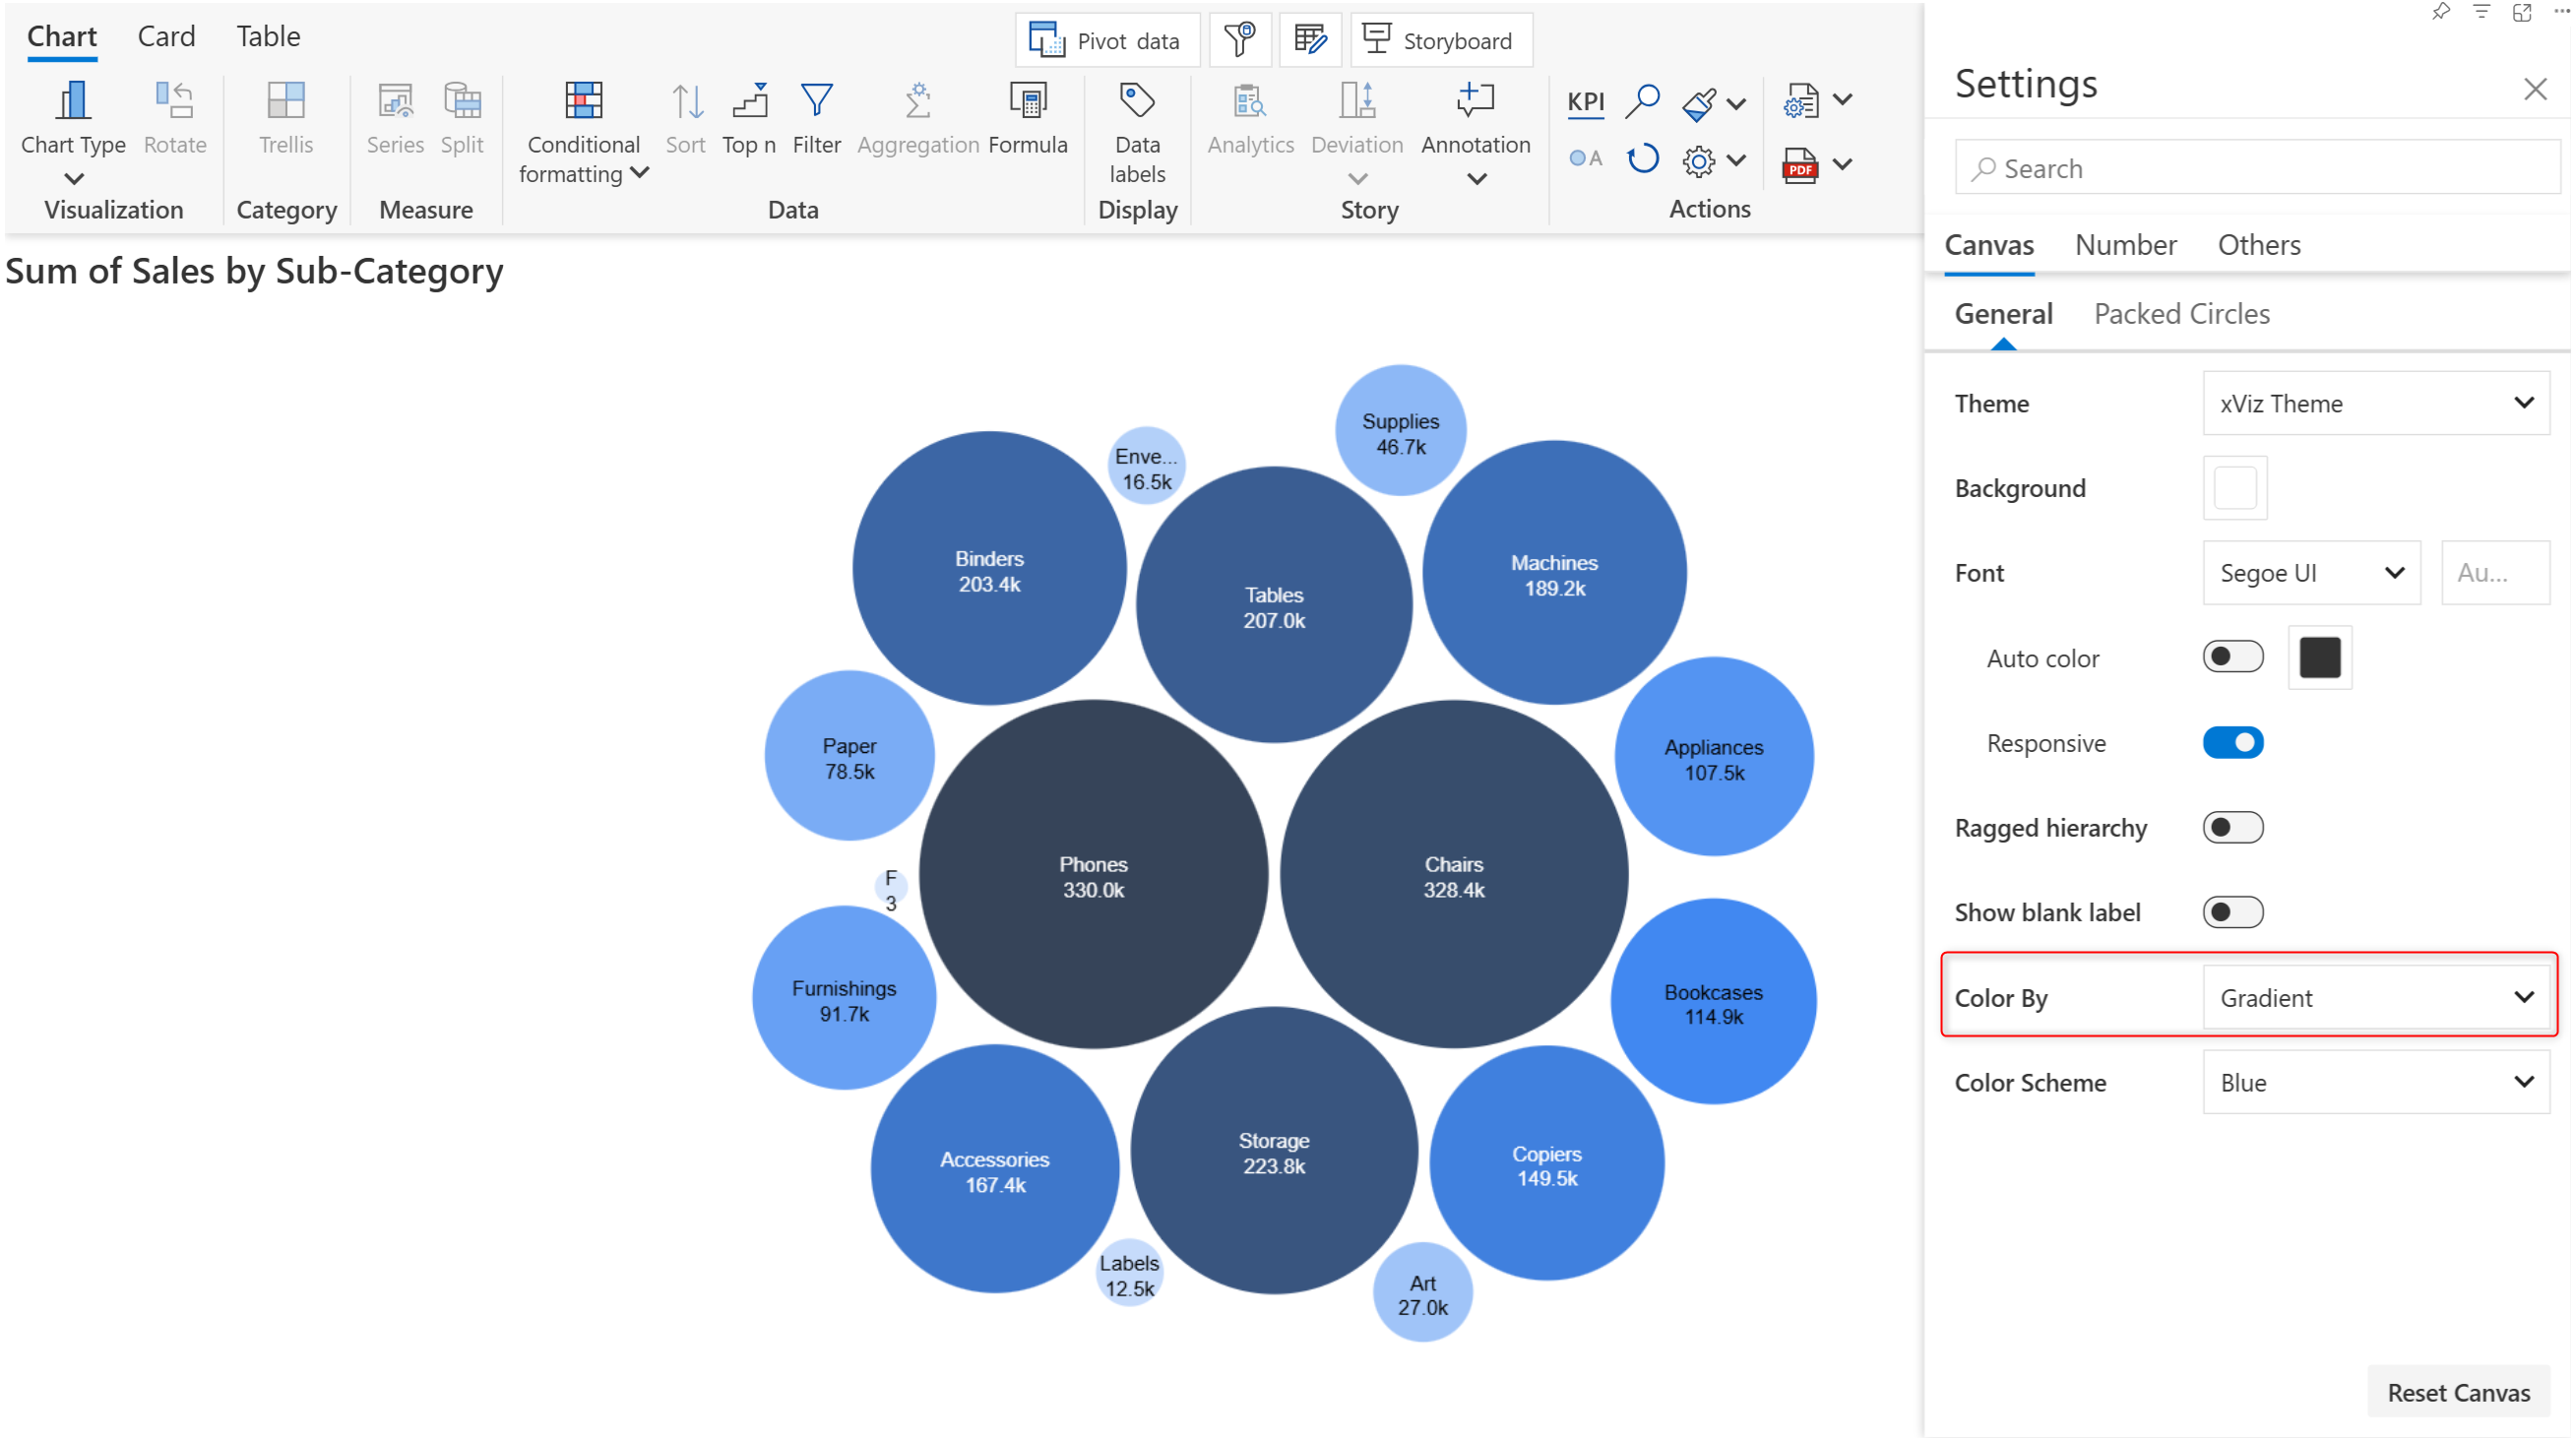 Chart Card Table
Pivot data
Storyboard
Chart Type
Rotate
Trellis
Series
Split
Conditional
formatting
Sort
Top n
Filter
Aggregation
Formula
Data
labels
Analytics
Deviation
Annotation
KPI
A
PDF
Visualization
Category
Measure
Data
Display
Story
Actions
Sum of Sales by Sub-Category
Supplies
46.7k
Enve...
16.5k
Binders
203.4k
Tables
207.0k
Machines
189.2k
Paper
78.5k
Appliances
107.5k
Phones
330.0k
Chairs
328.4k
F
3
Furnishings
91.7k
Bookcases
114.9k
Accessories
167.4k
Storage
223.8k
Copiers
149.5k
Labels
12.5k
Art
27.0k
Settings
Search
Canvas Number Others
General Packed Circles
Theme xViz Theme
Background
Font Segoe UI Au...
Auto color
Responsive
Ragged hierarchy
Show blank label
Color By Gradient
Color Scheme Blue
Reset Canvas